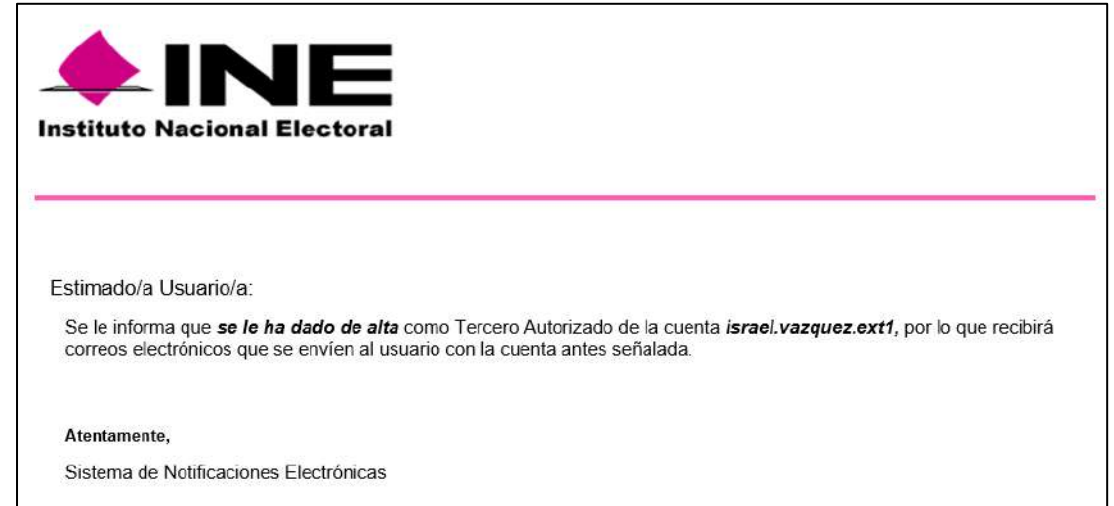 INE
Instituto Nacional Electoral
Estimado/a Usuario/a:
Se le informa que se le ha dado de alta como Tercero Autorizado de la cuenta israel.vazquez.ext1, por lo que recibirá
correos electrónicos que se envíen al usuario con la cuenta antes señalada.
Atentamente,
Sistema de Notificaciones Electrónicas